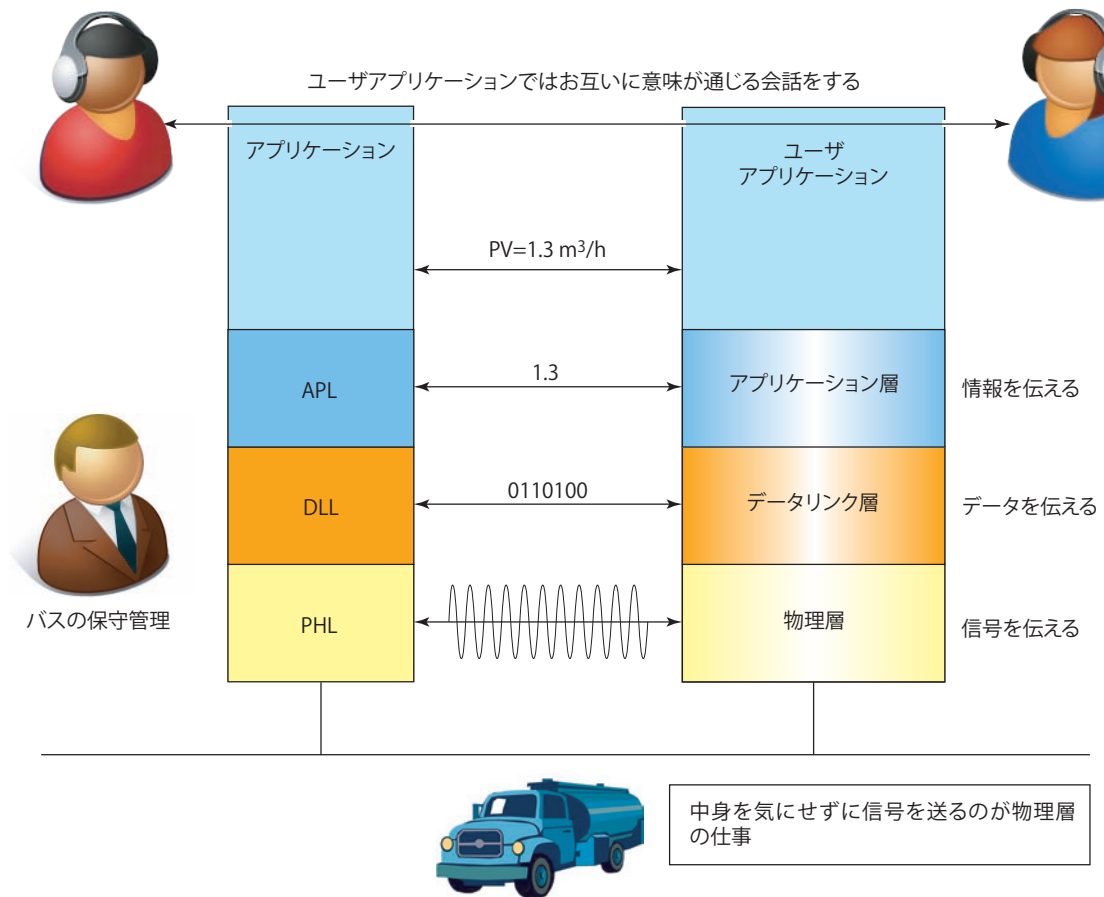 ユーザアプリケーションではお互いに意味が通じる会話をする
アプリケーション
ユーザ
アプリケーション
PV=1.3 m³/h
APL
1.3
アプリケーション層
情報を伝える
DLL
0110100
データリンク層
データを伝える
バスの保守管理
PHL
物理層
信号を伝える
中身を気にせずに信号を送るのが物理層
の仕事